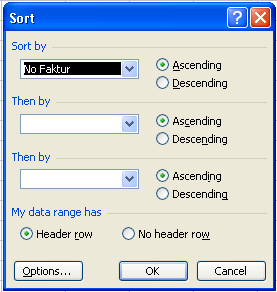 Sort
Sort by
No Faktur
Ascending
Descending
Then by
Ascending
Descending
Then by
Ascending
Descending
My data range has
Header row No header row
Options... OK Cancel